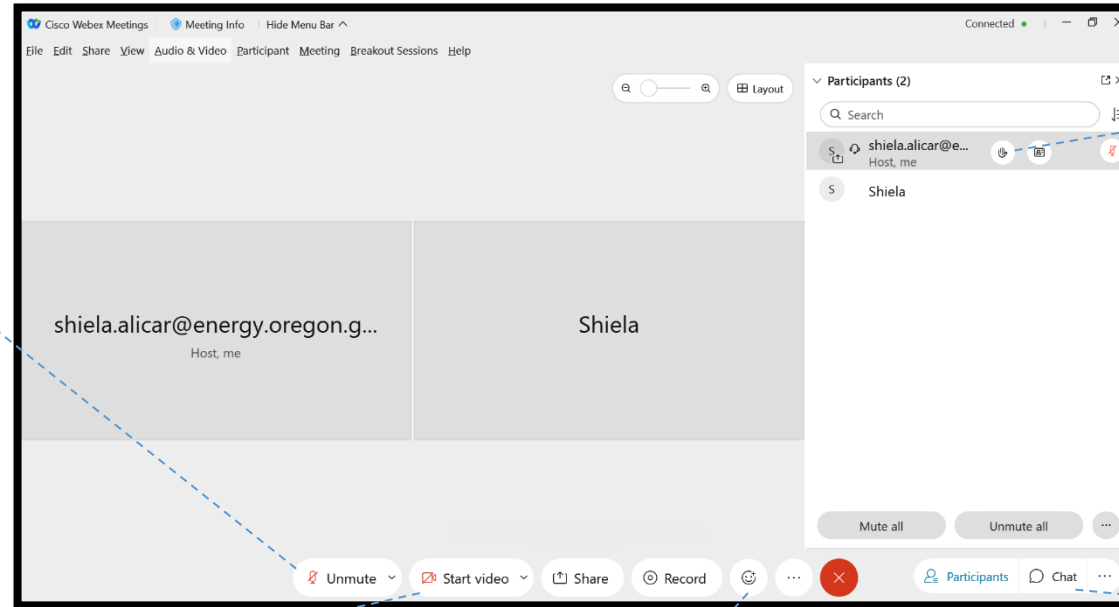 Cisco Webex Meetings Meeting Info Hide Menu Bar Connected
File Edit Share View Audio & Video Participant Meeting Breakout Sessions Help
Layout
Participants (2)
Search
S shiela.alicar@e...
Host, me
S Shiela
shiela.alicar@energy.oregon.g...
Host, me
Shiela
Mute all Unmute all ...
Unmute Start video Share Record ... Participants Chat ...